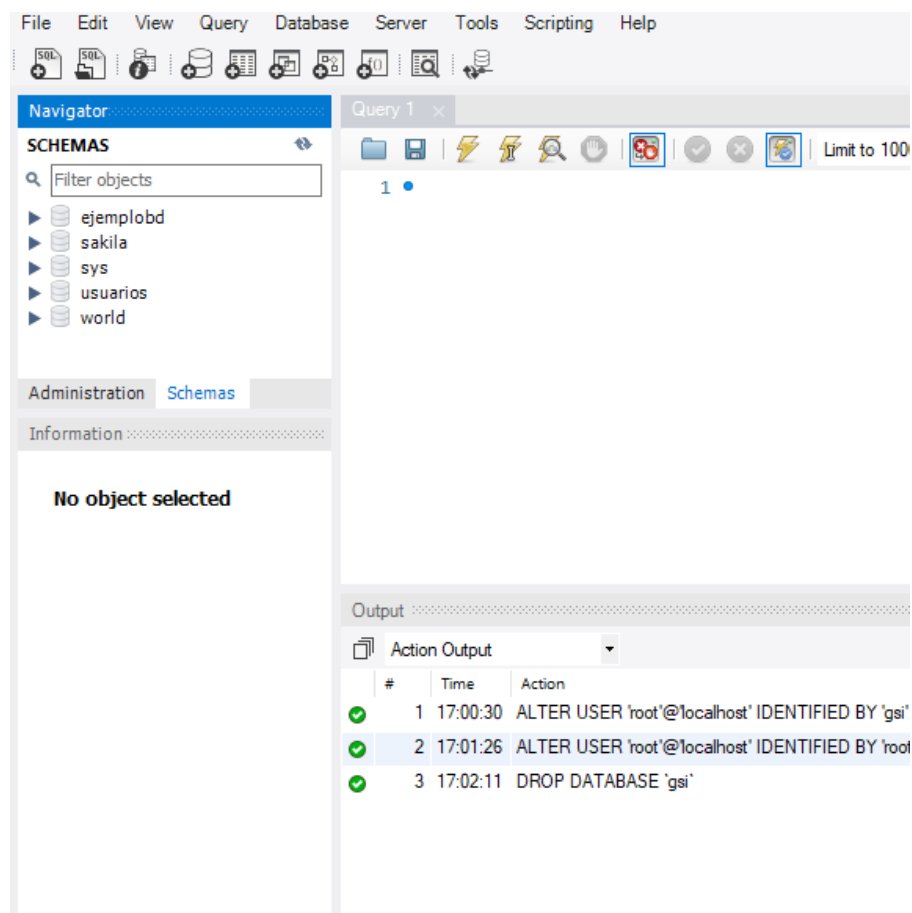 File Edit View Query Database Server Tools Scripting Help
SQL SQL
Navigator
SCHEMAS
Filter objects
ejemplobd
sakila
sys
usuarios
world
Administration Schemas
Information
No object selected
Query 1
Limit to 100
1
Output
Action Output
# Time Action
1 17:00:30 ALTER USER 'root'@'localhost' IDENTIFIED BY 'gsi'
2 17:01:26 ALTER USER 'root'@'localhost' IDENTIFIED BY 'root
3 17:02:11 DROP DATABASE `gsi`